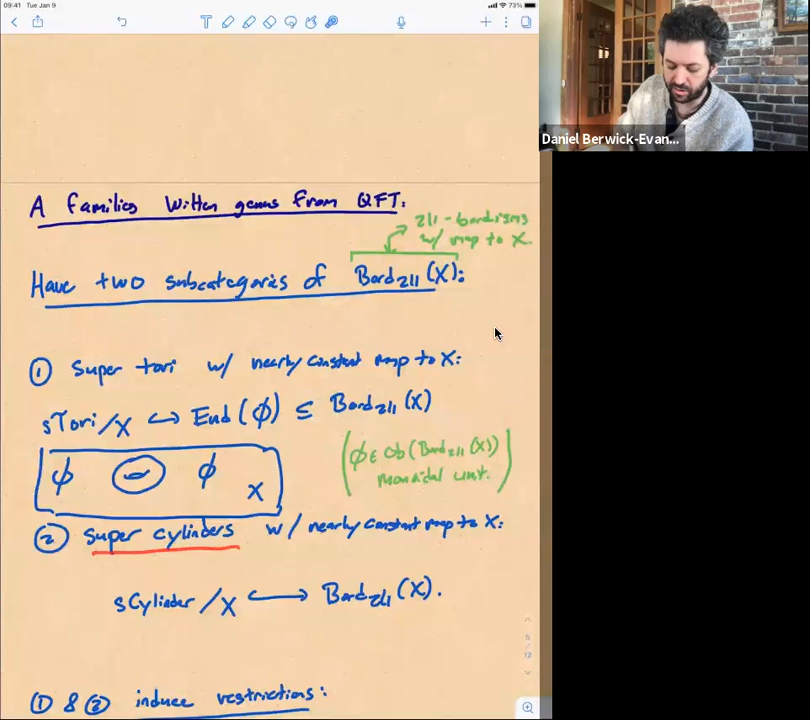 09:41 Tue Jan 9
73%
Daniel Berwick-Evan...
A families Witten genus from QFT:
2|1-bordisms
w/ map to X.
Have two subcategories of Bord2|1(X):
① Super tori w/ nearly constant map to X:
sTori/X ↪ End(ϕ) ⊆ Bord2|1(X)
ϕ ϕ X
(ϕ ∈ Ob(Bord2|1(X))
monoidal unit.)
② super cylinders w/ nearly constant map to X:
sCylinder/X ↪ Bord2|1(X).
5
12
① & ② induce restrictions: